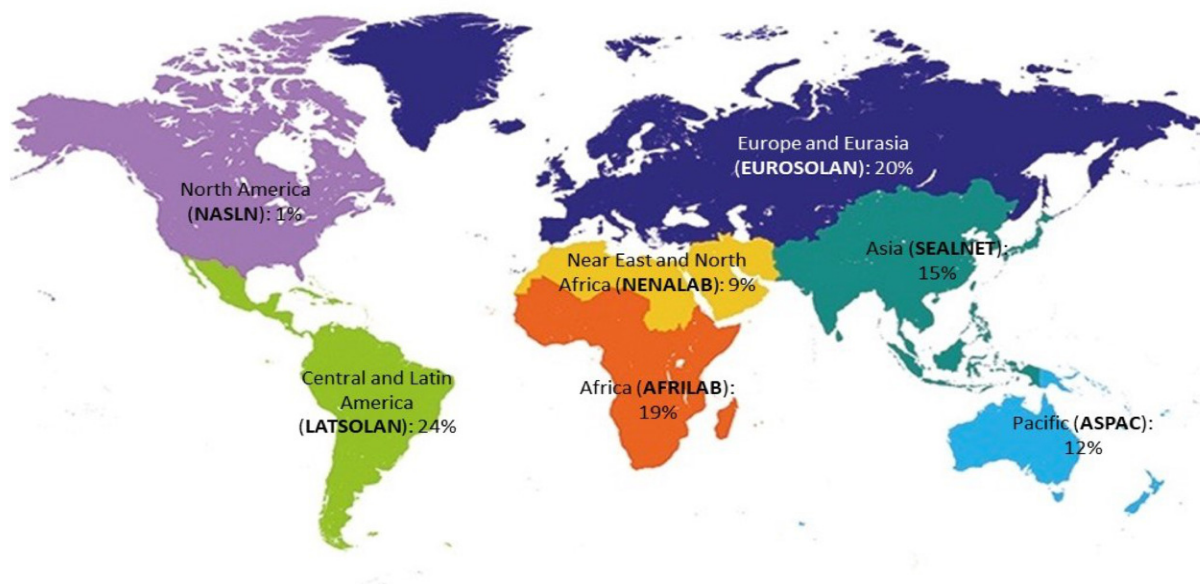 Europe and Eurasia
(EUROSOLAN): 20%
North America
(NASLN): 1%
Asia (SEALNET):
15%
Near East and North
Africa (NENALAB): 9%
Central and Latin
America
(LATSOLAN): 24%
Africa (AFRILAB):
19%
Pacific (ASPAC):
12%